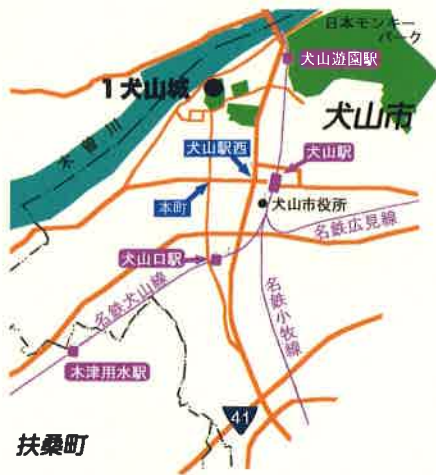 日本モンキー
パーク
犬山遊園駅
1犬山城
犬山市
木曽川
犬山駅西
犬山駅
本町
犬山市役所
名鉄広見線
犬山口駅
名鉄犬山線
名鉄小牧線
木津用水駅
41
扶桑町